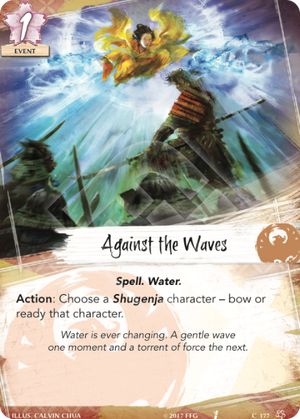 1
EVENT
Against the Waves
Spell. Water.
Action: Choose a Shugenja character – bow or
ready that character.
Water is ever changing. A gentle wave
one moment and a torrent of force the next.
ILLUS. CALVIN CHUA
©2017 FFG
C 177